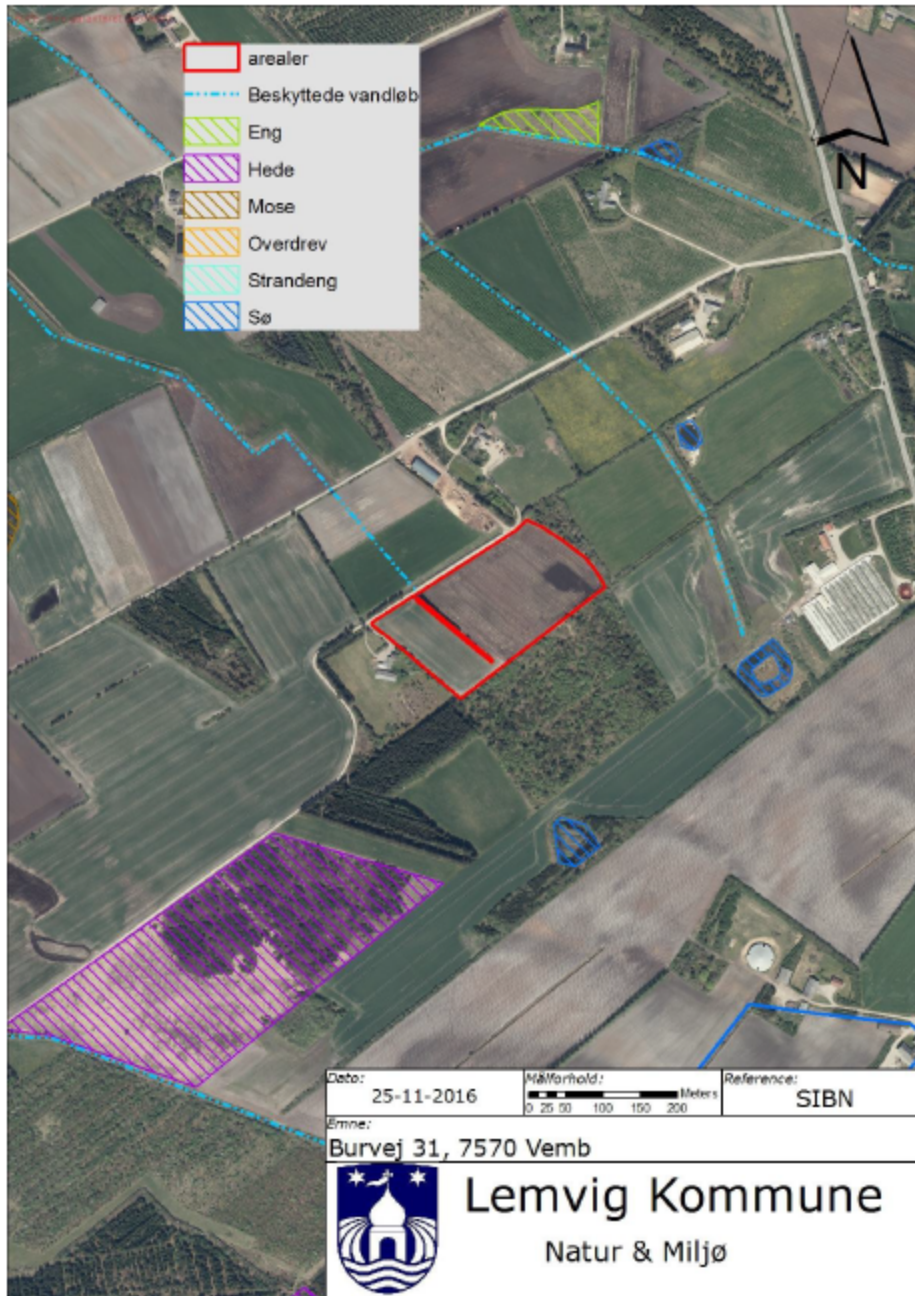 arealer
Beskyttede vandløb
Eng
Hede
Mose
Overdrev
Strandeng
Sø
N
Dato:
25-11-2016
Målforhold:
Meters
0 25 50 100 150 200
Reference:
SIBN
Emne:
Burvej 31, 7570 Vemb
Lemvig Kommune
Natur & Miljø